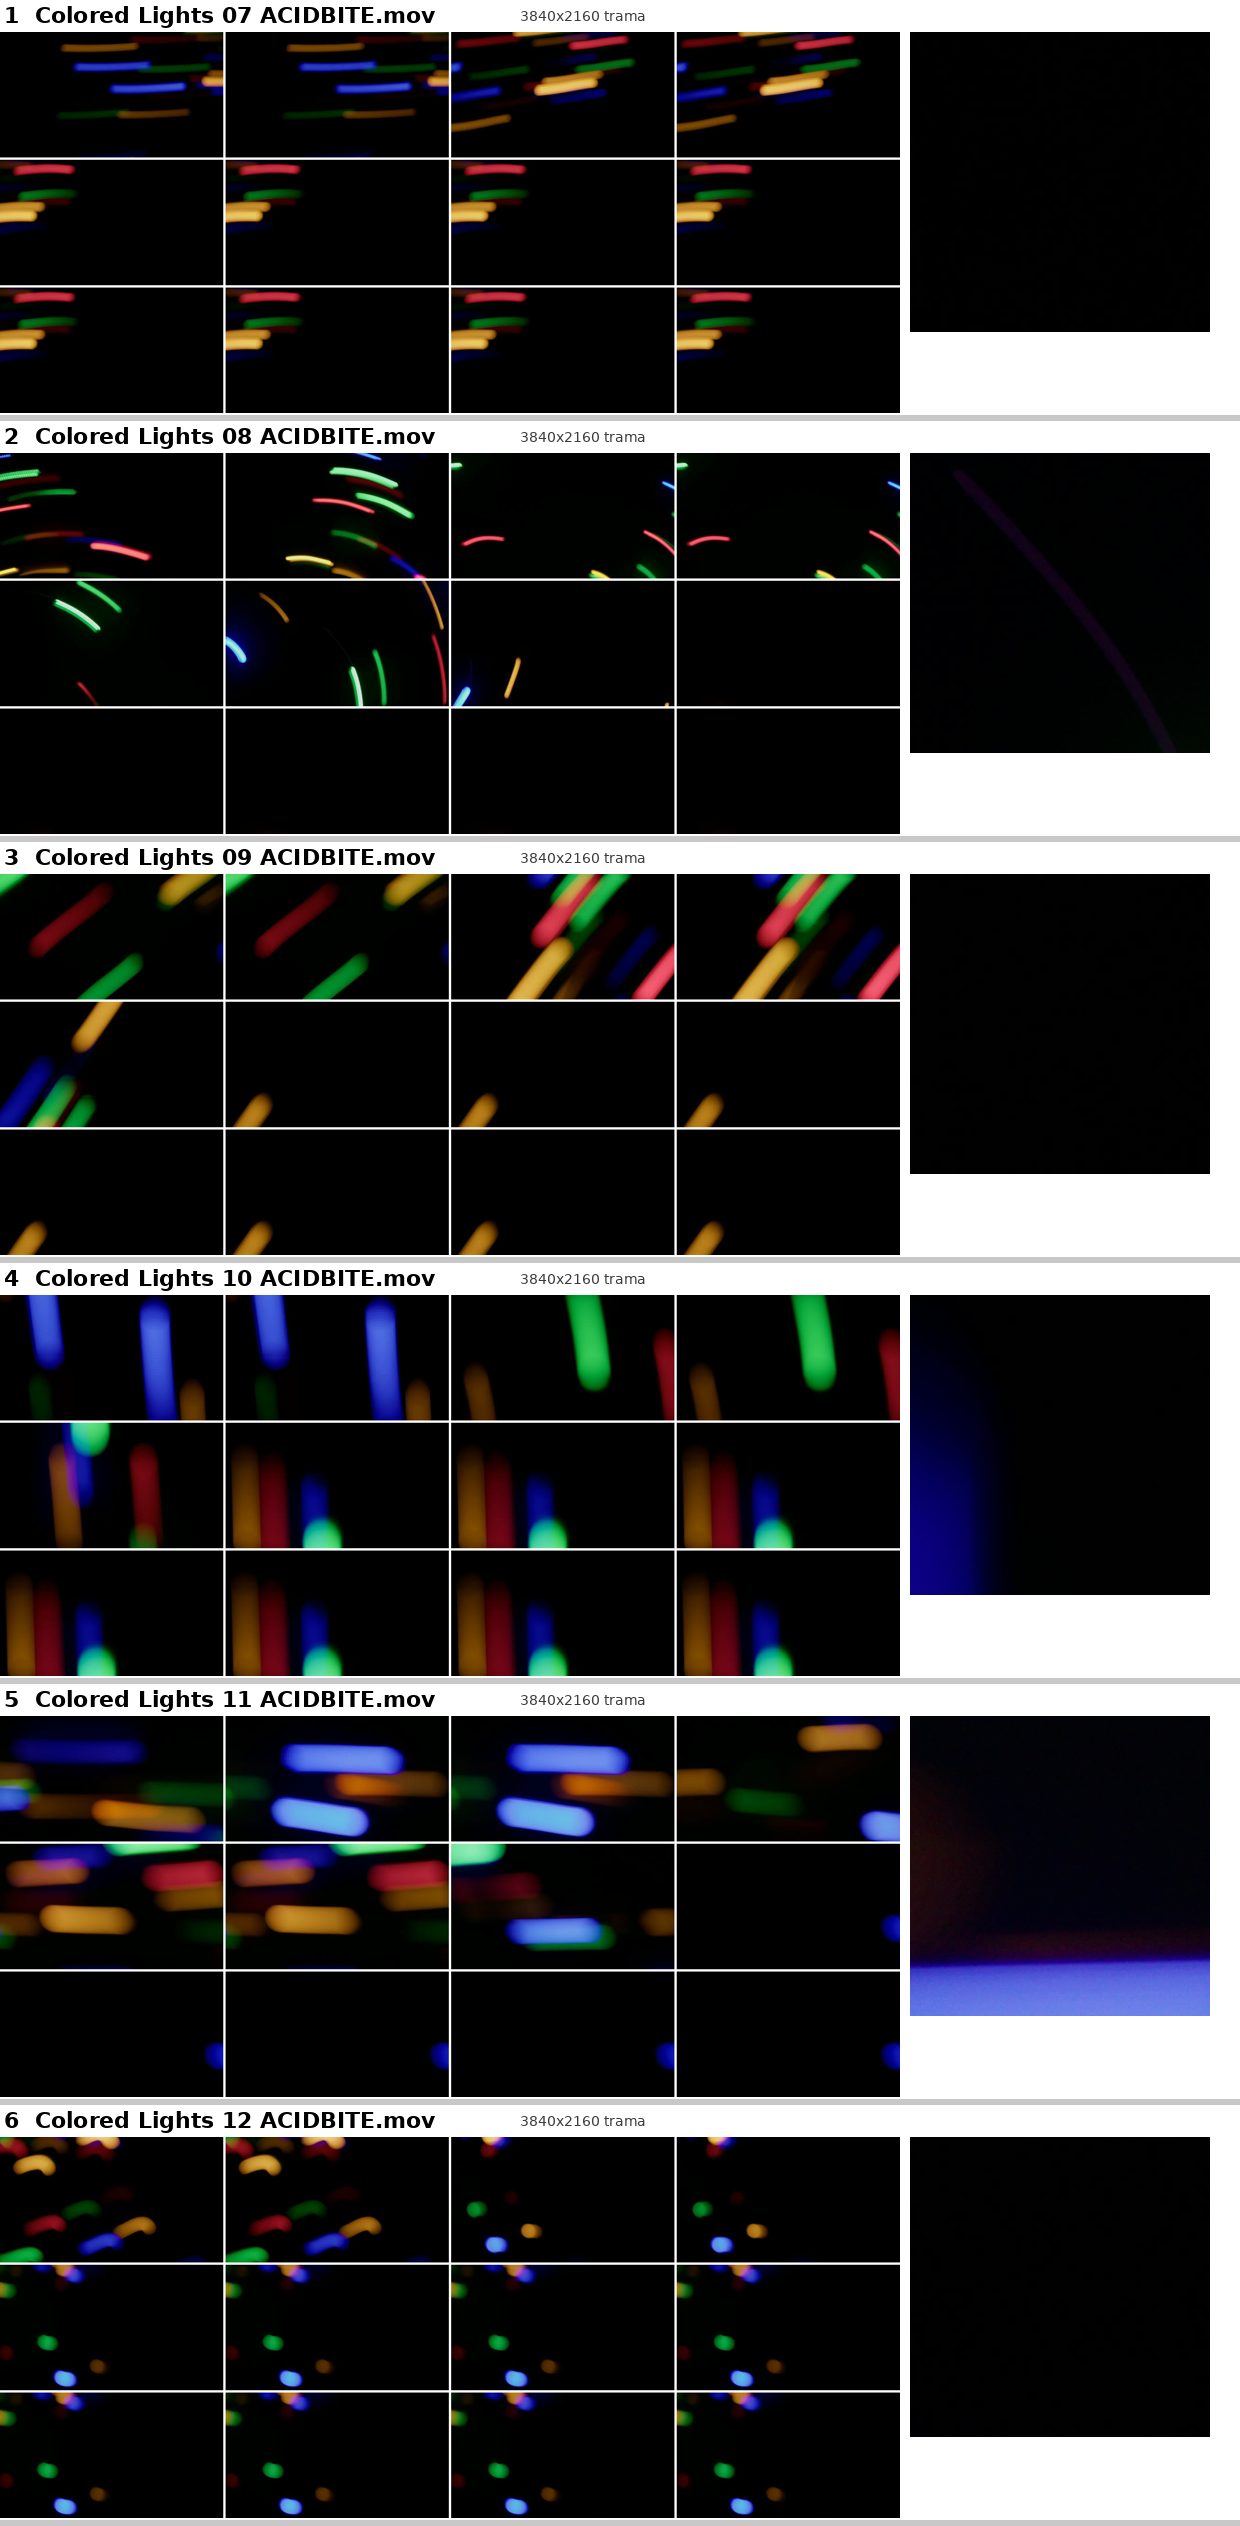 1 Colored Lights 07 ACIDBITE.mov 3840x2160 trama
2 Colored Lights 08 ACIDBITE.mov 3840x2160 trama
3 Colored Lights 09 ACIDBITE.mov 3840x2160 trama
4 Colored Lights 10 ACIDBITE.mov 3840x2160 trama
5 Colored Lights 11 ACIDBITE.mov 3840x2160 trama
6 Colored Lights 12 ACIDBITE.mov 3840x2160 trama